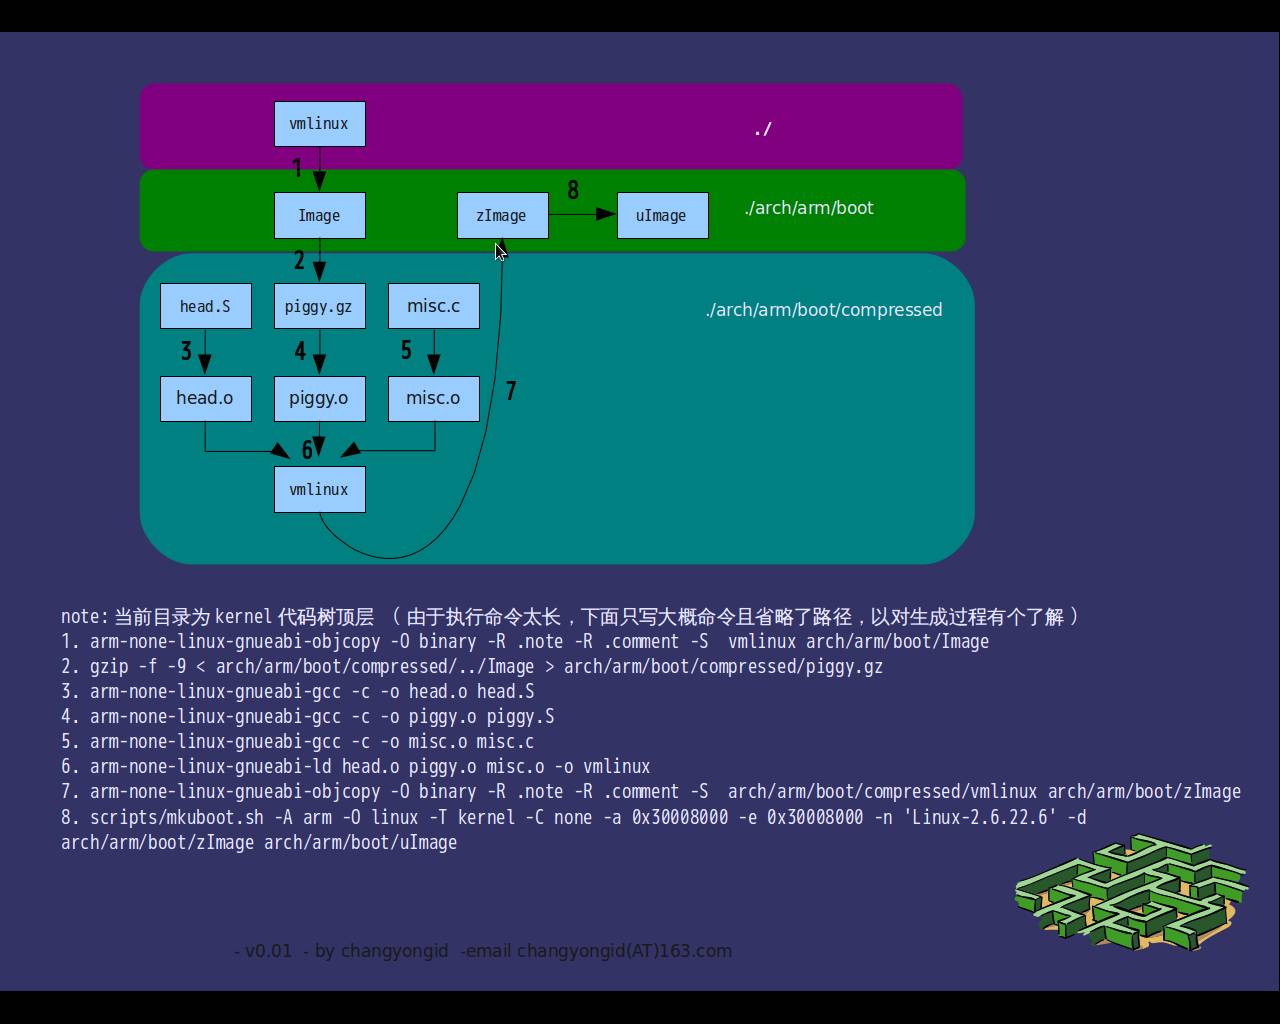 vmlinux
./
1
Image
zImage
8
uImage
./arch/arm/boot
2
head.S
piggy.gz
misc.c
./arch/arm/boot/compressed
3
4
5
head.o
piggy.o
misc.o
7
6
vmlinux
note: 当前目录为 kernel 代码树顶层 （ 由于执行命令太长，下面只写大概命令且省略了路径，以对生成过程有个了解 ）
1. arm-none-linux-gnueabi-objcopy -O binary -R .note -R .comment -S  vmlinux arch/arm/boot/Image
2. gzip -f -9 < arch/arm/boot/compressed/../Image > arch/arm/boot/compressed/piggy.gz
3. arm-none-linux-gnueabi-gcc -c -o head.o head.S
4. arm-none-linux-gnueabi-gcc -c -o piggy.o piggy.S
5. arm-none-linux-gnueabi-gcc -c -o misc.o misc.c
6. arm-none-linux-gnueabi-ld head.o piggy.o misc.o -o vmlinux
7. arm-none-linux-gnueabi-objcopy -O binary -R .note -R .comment -S  arch/arm/boot/compressed/vmlinux arch/arm/boot/zImage
8. scripts/mkuboot.sh -A arm -O linux -T kernel -C none -a 0x30008000 -e 0x30008000 -n 'Linux-2.6.22.6' -d
arch/arm/boot/zImage arch/arm/boot/uImage
- v0.01  - by changyongid  -email changyongid(AT)163.com